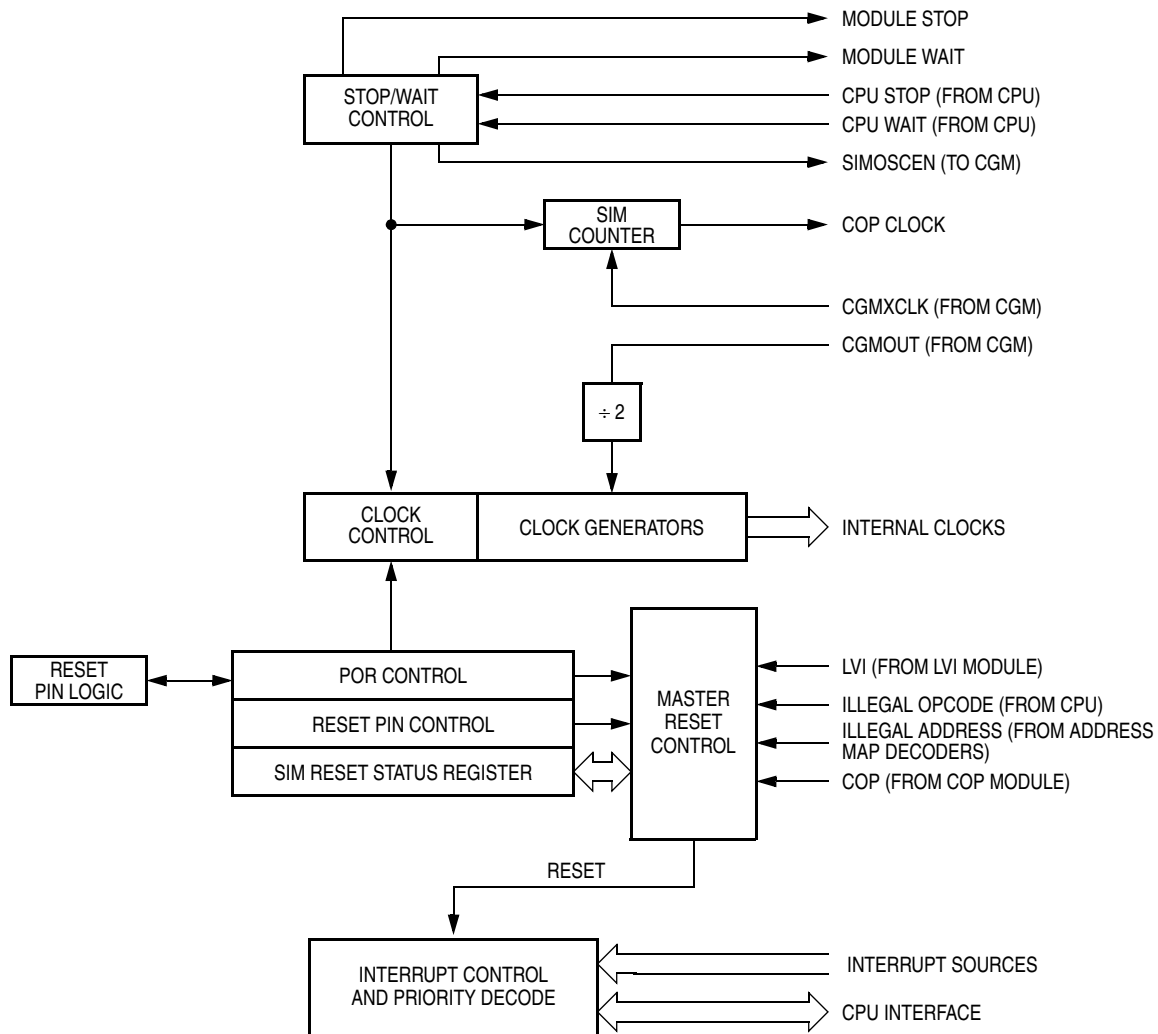 MODULE STOP
MODULE WAIT
STOP/WAIT
CONTROL
CPU STOP (FROM CPU)
CPU WAIT (FROM CPU)
SIMOSCEN (TO CGM)
SIM
COUNTER
COP CLOCK
CGMXCLK (FROM CGM)
CGMOUT (FROM CGM)
÷ 2
CLOCK
CONTROL
CLOCK GENERATORS
INTERNAL CLOCKS
RESET
PIN LOGIC
POR CONTROL
RESET PIN CONTROL
SIM RESET STATUS REGISTER
MASTER
RESET
CONTROL
LVI (FROM LVI MODULE)
ILLEGAL OPCODE (FROM CPU)
ILLEGAL ADDRESS (FROM ADDRESS
MAP DECODERS)
COP (FROM COP MODULE)
RESET
INTERRUPT CONTROL
AND PRIORITY DECODE
INTERRUPT SOURCES
CPU INTERFACE